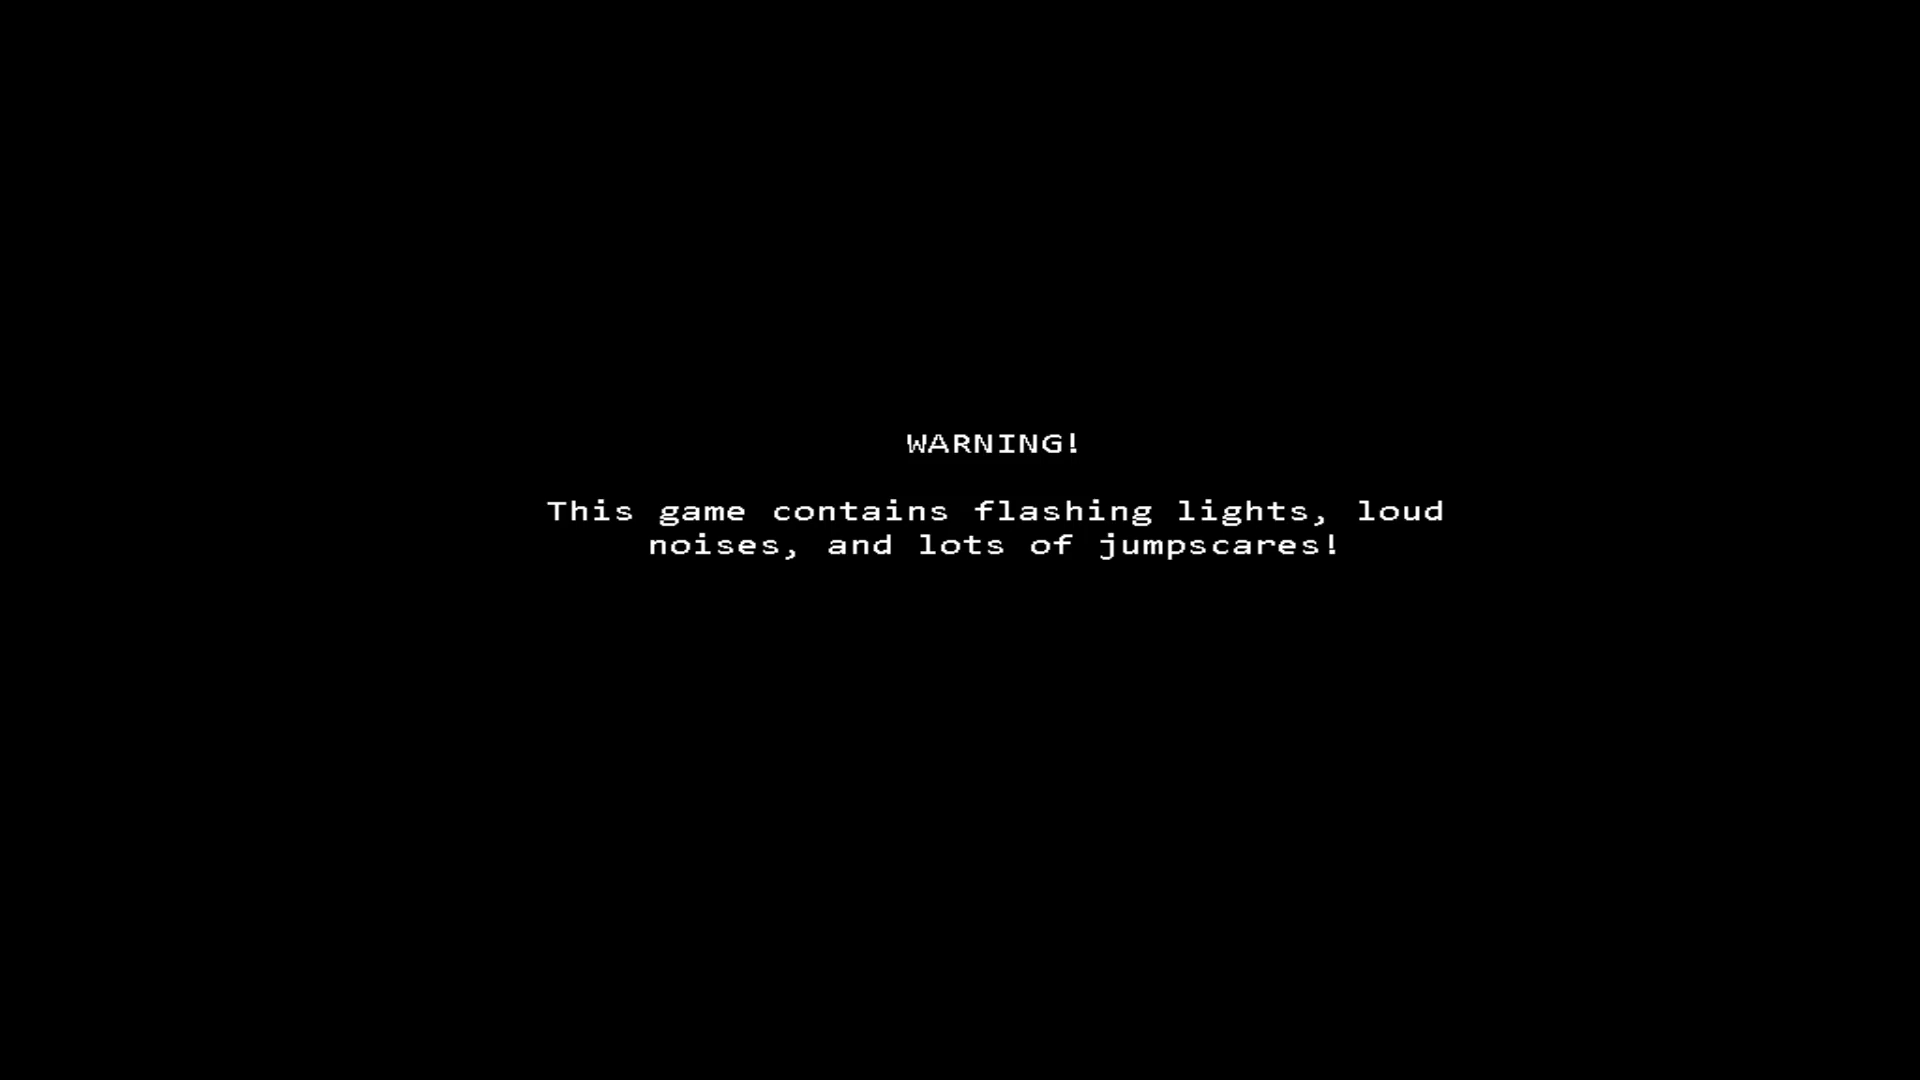 WARNING!
This game contains flashing lights, loud
noises, and lots of jumpscares!